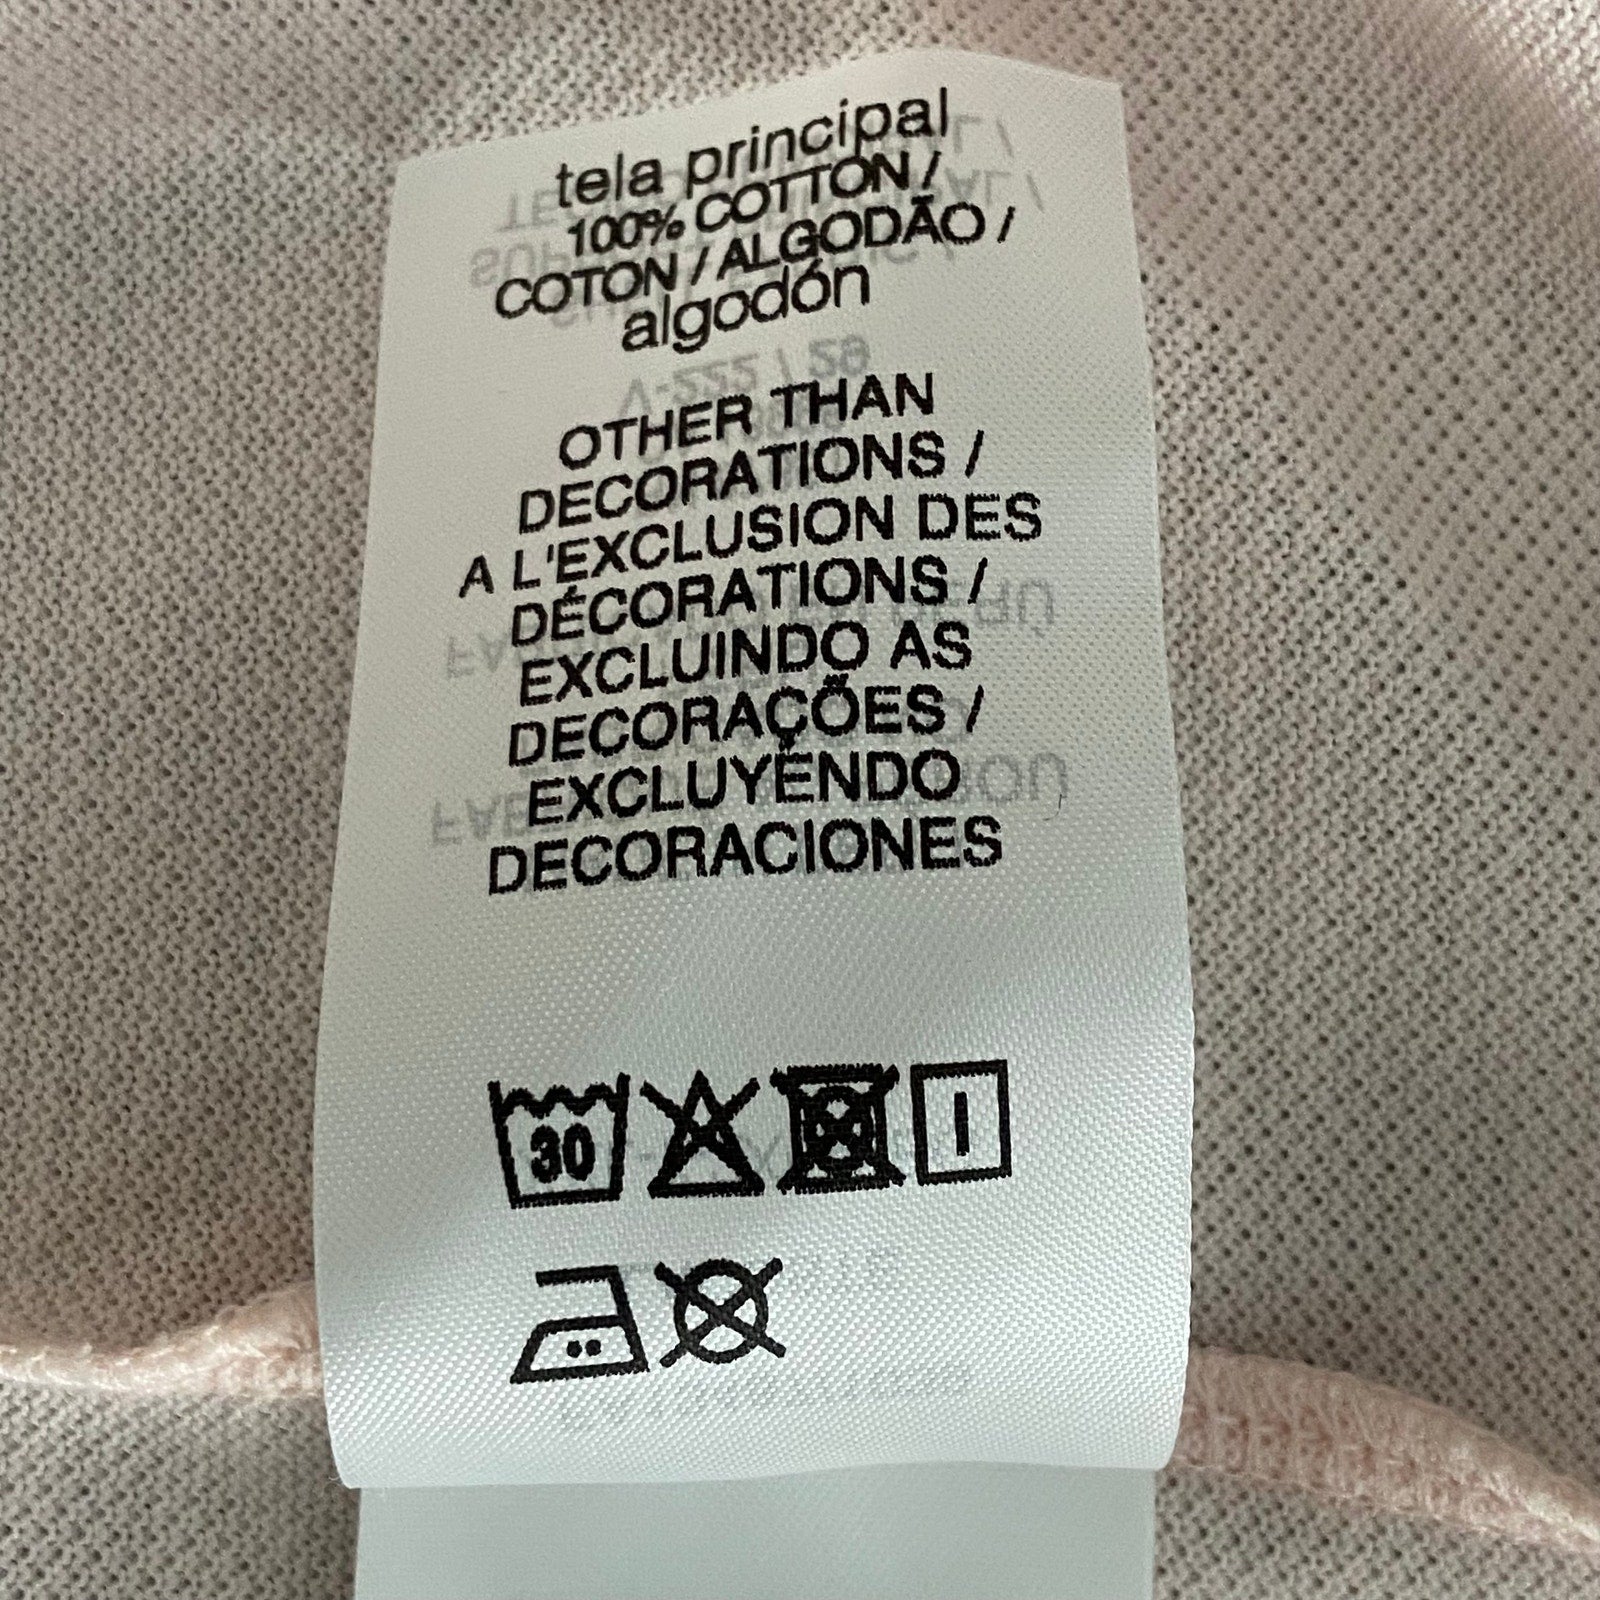 tela principal
100% COTTON /
COTON / ALGODÃO /
algodón
OTHER THAN
DECORATIONS /
A L'EXCLUSION DES
DÉCORATIONS /
EXCLUINDO AS
DECORAÇÕES /
EXCLUYENDO
DECORACIONES
30